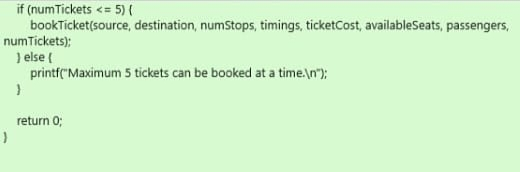 if (numTickets <= 5) {
bookTicket(source, destination, numStops, timings, ticketCost, availableSeats, passengers,
numTickets);
} else {
printf("Maximum 5 tickets can be booked at a time.\n");
}
return 0;
}